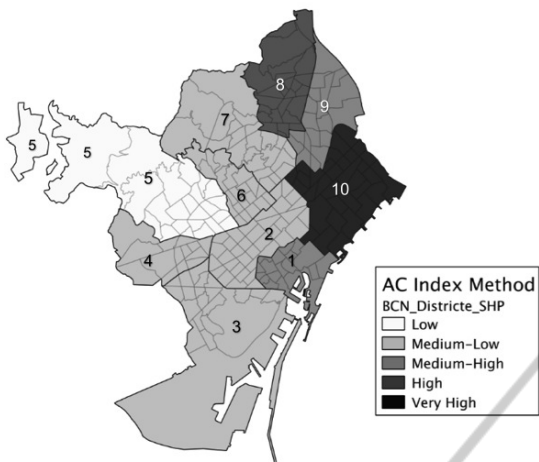 8
9
7
5
5
5
10
6
2
4
1
3
AC Index Method
BCN_Districte_SHP
Low
Medium-Low
Medium-High
High
Very High